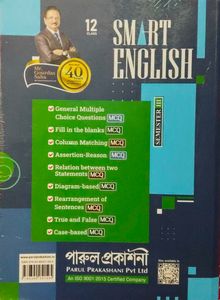 12
CLASS
SMART
ENGLISH
SEMESTER III
Mr.
Gourdas
Saha
40
General Multiple
Choice Questions MCQ
Fill in the blanks MCQ
Column Matching MCQ
Assertion-Reason MCQ
Relation between two
Statements MCQ
Diagram-based MCQ
Rearrangement of
Sentences MCQ
True and False MCQ
Case-based MCQ
পারুল প্রকাশনী
PARUL PRAKASHANI Pvt Ltd
An ISO 9001 2015 Certified Company